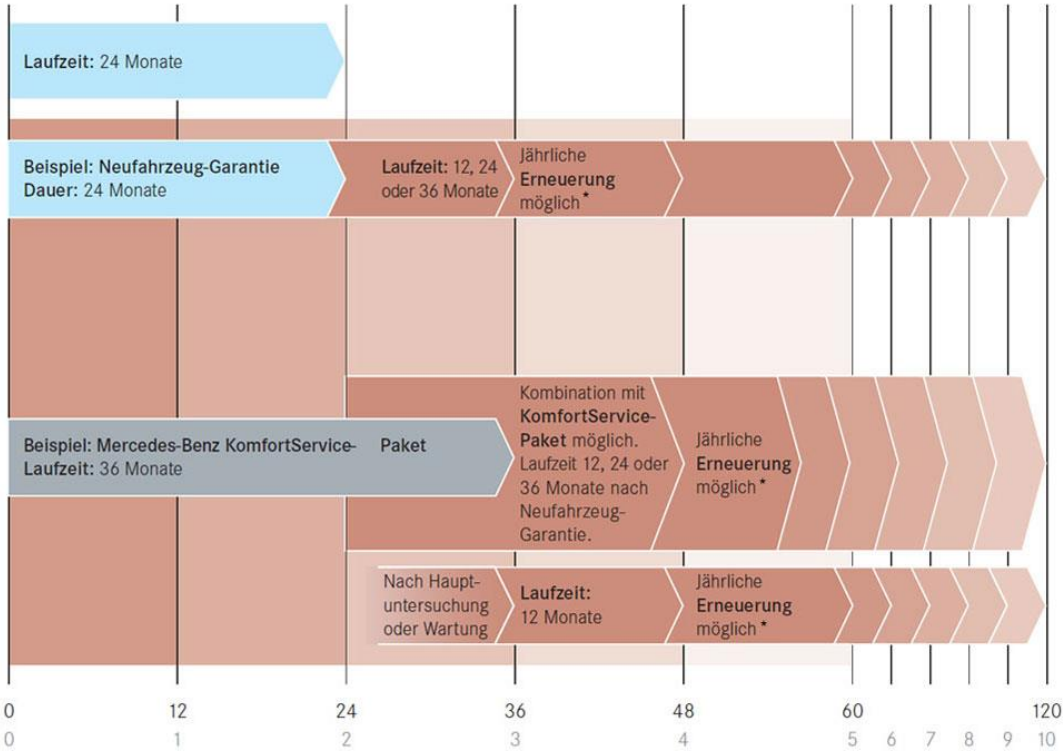 Laufzeit: 24 Monate
Beispiel: Neufahrzeug-Garantie
Dauer: 24 Monate
Laufzeit: 12, 24
oder 36 Monate
Jährliche
Erneuerung
möglich*
Beispiel: Mercedes-Benz KomfortService- Paket
Laufzeit: 36 Monate
Kombination mit
KomfortService-
Paket möglich.
Laufzeit 12, 24 oder
36 Monate nach
Neufahrzeug-
Garantie.
Jährliche
Erneuerung
möglich*
Nach Haupt-
untersuchung
oder Wartung
Laufzeit:
12 Monate
Jährliche
Erneuerung
möglich*
0 12 24 36 48 60 120
0 1 2 3 4 5 6 7 8 9 10